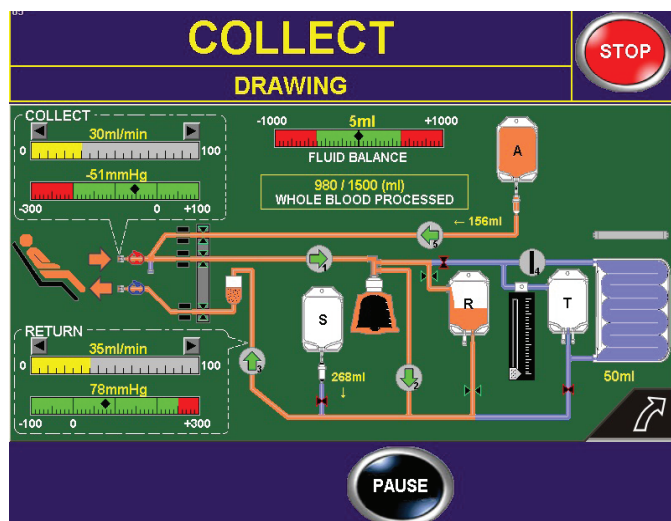 COLLECT
STOP
DRAWING
COLLECT
30ml/min
0
100
-51mmHg
-300
0
+100
5ml
-1000
+1000
FLUID BALANCE
980 / 1500 (ml)
WHOLE BLOOD PROCESSED
A
← 156ml
5
1
4
S
R
T
RETURN
35ml/min
0
100
78mmHg
-100
0
+300
3
268ml
↓
2
50ml
PAUSE